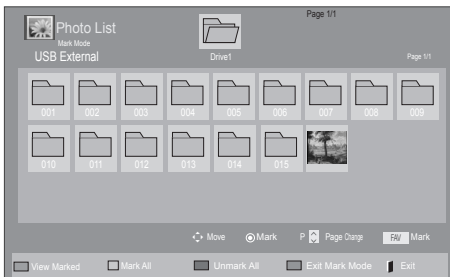 Page 1/1
Photo List
Mark Mode
USB External
Drive1
Page 1/1
001 002 003 004 005 006 007 008 009
010 011 012 013 014 015
Move Mark P Page Change FAV Mark
View Marked Mark All Unmark All Exit Mark Mode Exit